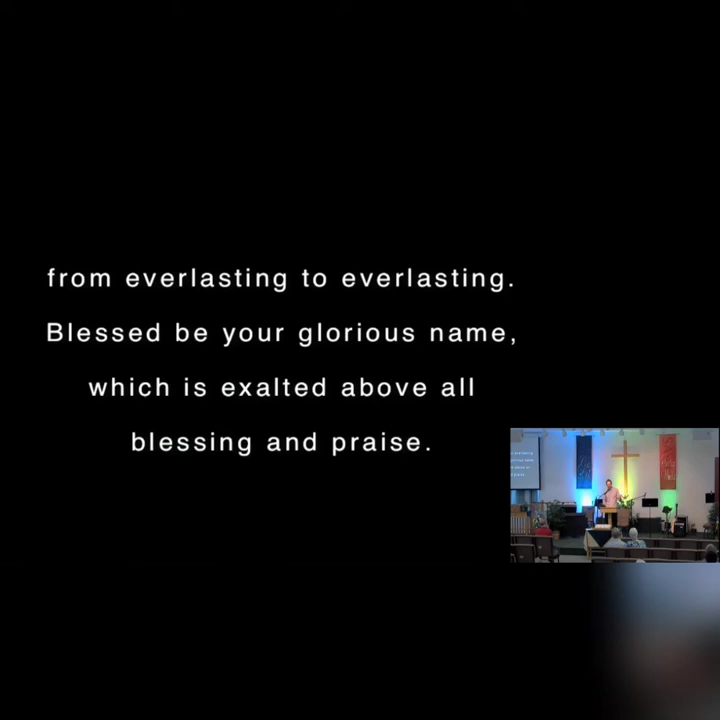 from everlasting to everlasting.
Blessed be your glorious name,
which is exalted above all
blessing and praise.